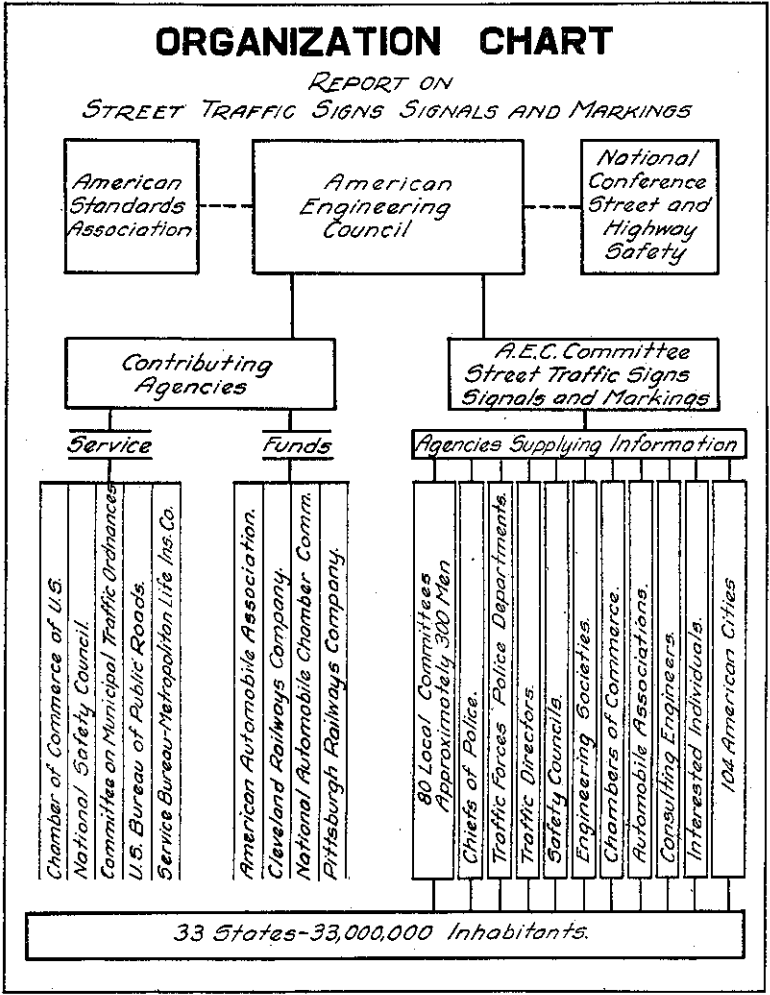 ORGANIZATION CHART
REPORT ON
STREET TRAFFIC SIGNS SIGNALS AND MARKINGS
American
Standards
Association
American
Engineering
Council
National
Conference
Street and
Highway
Safety
Contributing
Agencies
A.E.C. Committee
Street Traffic Signs
Signals and Markings
Service
Funds
Agencies Supplying Information
Chamber of Commerce of U.S.
National Safety Council.
Committee on Municipal Traffic Ordnances
U.S. Bureau of Public Roads.
Service Bureau-Metropolitan Life Ins. Co.
American Automobile Association.
Cleveland Railways Company.
National Automobile Chamber Comm.
Pittsburgh Railways Company.
80 Local Committees
Approximately 300 Men
Chiefs of Police.
Traffic Forces Police Departments.
Traffic Directors.
Safety Councils.
Engineering Societies.
Chambers of Commerce.
Automobile Associations.
Consulting Engineers.
Interested Individuals.
104 American Cities
33 States-33,000,000 Inhabitants.